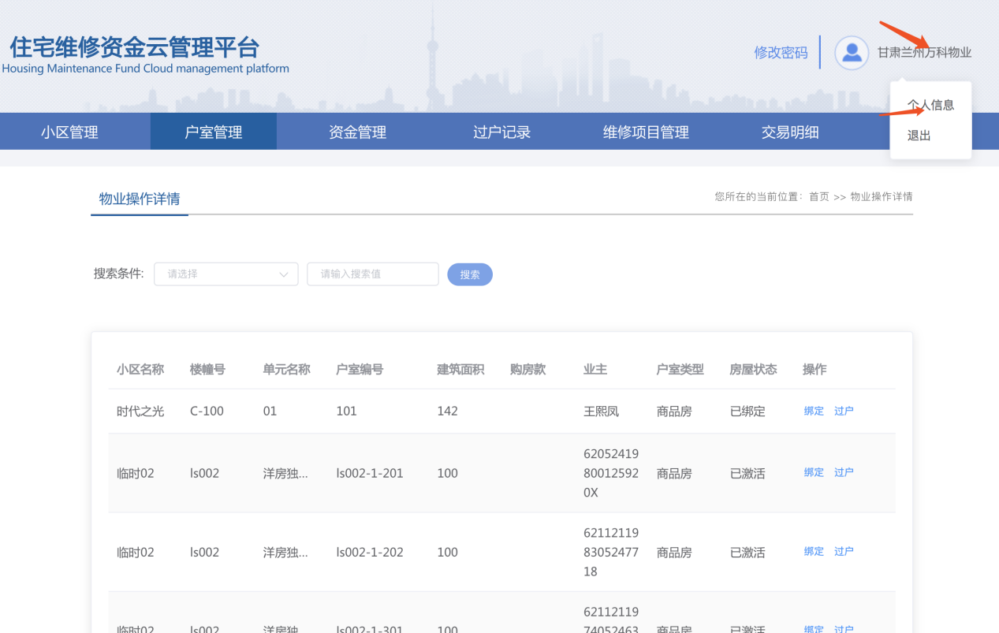 住宅维修资金云管理平台
Housing Maintenance Fund Cloud management platform
修改密码
甘肃兰州万科物业
个人信息
退出
小区管理 户室管理 资金管理 过户记录 维修项目管理 交易明细
物业操作详情
您所在的当前位置： 首页 >> 物业操作详情
搜索条件: 请选择 请输入搜索值 搜索
小区名称 楼幢号 单元名称 户室编号 建筑面积 购房款 业主 户室类型 房屋状态 操作
时代之光 C-100 01 101 142 王熙凤 商品房 已绑定 绑定 过户
临时02 ls002 洋房独... ls002-1-201 100 62052419
80012592
0X 商品房 已激活 绑定 过户
临时02 ls002 洋房独... ls002-1-202 100 62112119
83052477
18 商品房 已激活 绑定 过户
临时02 ls002 洋房独 ls002-1-301 100 62112119
74052463 商品房 已激活 绑定 过户